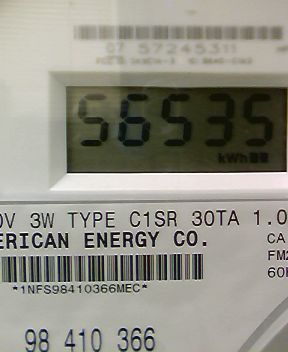 07 57245311
56535
kWh
0V 3W TYPE C1SR 30TA 1.0
ERICAN ENERGY CO.
CA
FM2
60H
*1NFS98410366MEC*
98 410 366